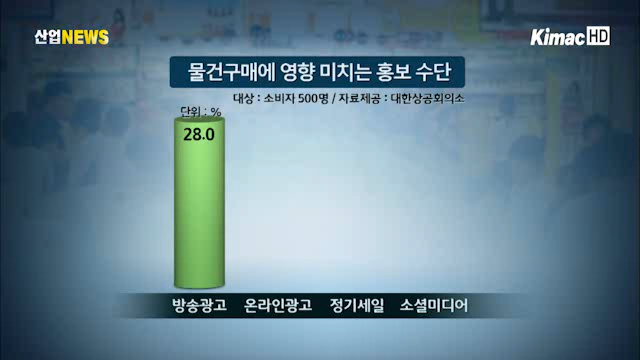 산업NEWS
Kimac HD
물건구매에 영향 미치는 홍보 수단
대상 : 소비자 500명 / 자료제공 : 대한상공회의소
단위 : %
28.0
방송광고 온라인광고 정기세일 소셜미디어